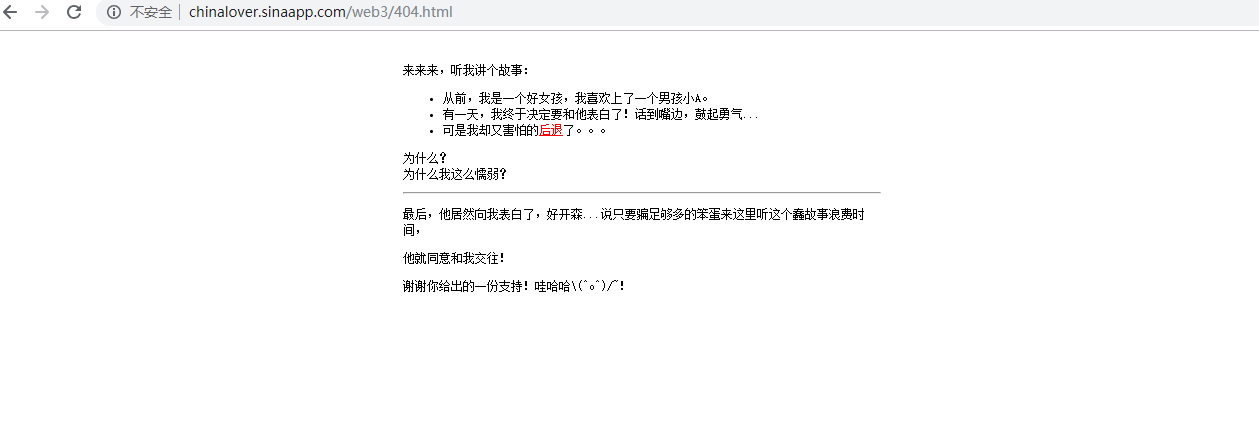 不安全 | chinalover.sinaapp.com/web3/404.html
来来来，听我讲个故事：
• 从前，我是一个好女孩，我喜欢上了一个男孩小A。
• 有一天，我终于决定要和他表白了！话到嘴边，鼓起勇气...
• 可是我却又害怕的后退了。。。
为什么？
为什么我这么懦弱？
最后，他居然向我表白了，好开森...说只要骗足够多的笨蛋来这里听这个蠢故事浪费时
间，
他就同意和我交往！
谢谢你给出的一份支持！哇哈哈\(^o^)/~！